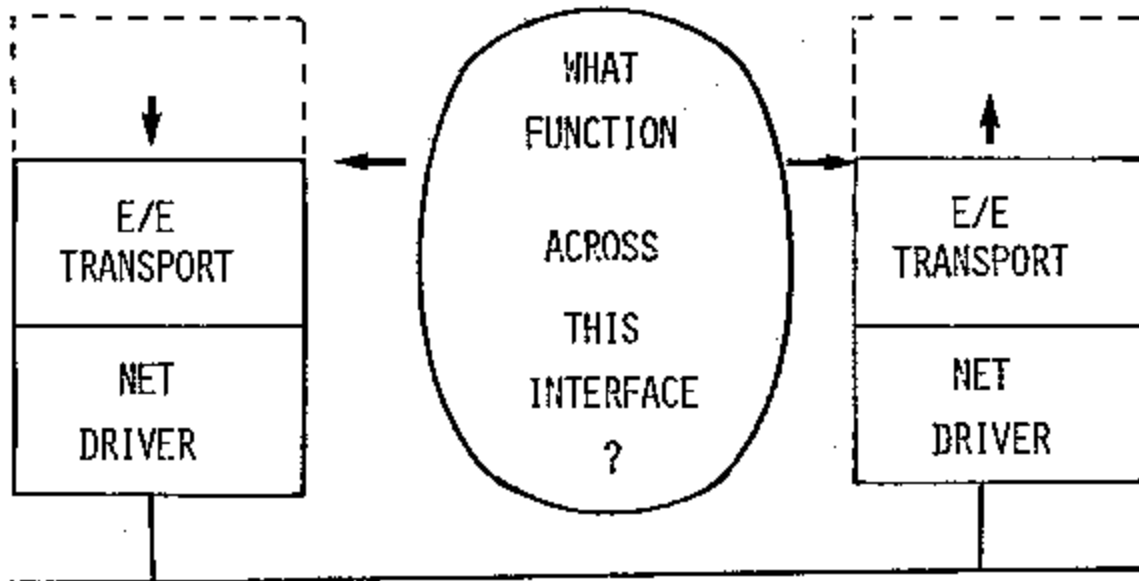 E/E
TRANSPORT
NET
DRIVER
WHAT
FUNCTION
ACROSS
THIS
INTERFACE
?
E/E
TRANSPORT
NET
DRIVER